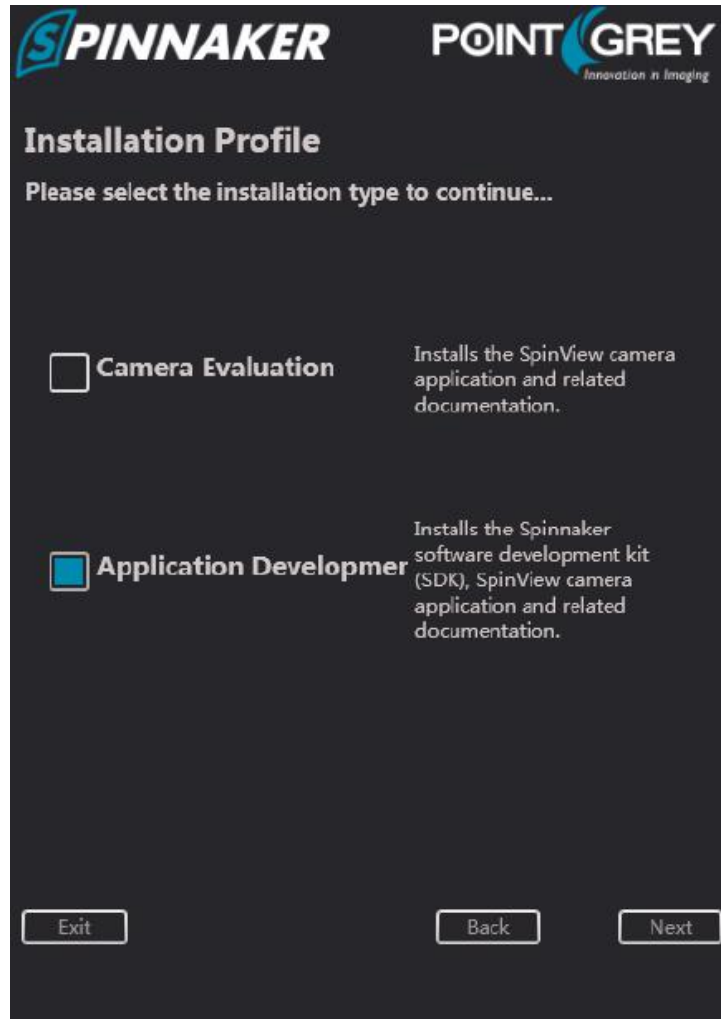 SPINNAKER
POINT GREY
Innovation in Imaging
Installation Profile
Please select the installation type to continue...
Camera Evaluation
Installs the SpinView camera
application and related
documentation.
Application Developmer
Installs the Spinnaker
software development kit
(SDK), SpinView camera
application and related
documentation.
Exit
Back
Next